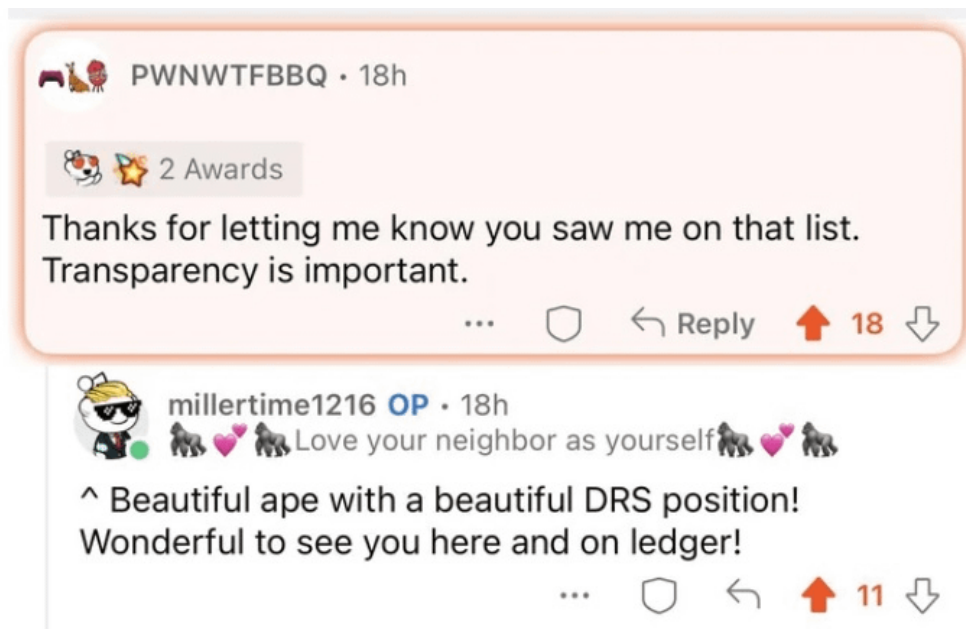 PWNWTFBBQ · 18h
2 Awards
Thanks for letting me know you saw me on that list.
Transparency is important.
... Reply 18
millertime1216 OP · 18h
🦍💕🦍Love your neighbor as yourself🦍💕🦍
^ Beautiful ape with a beautiful DRS position!
Wonderful to see you here and on ledger!
... 11